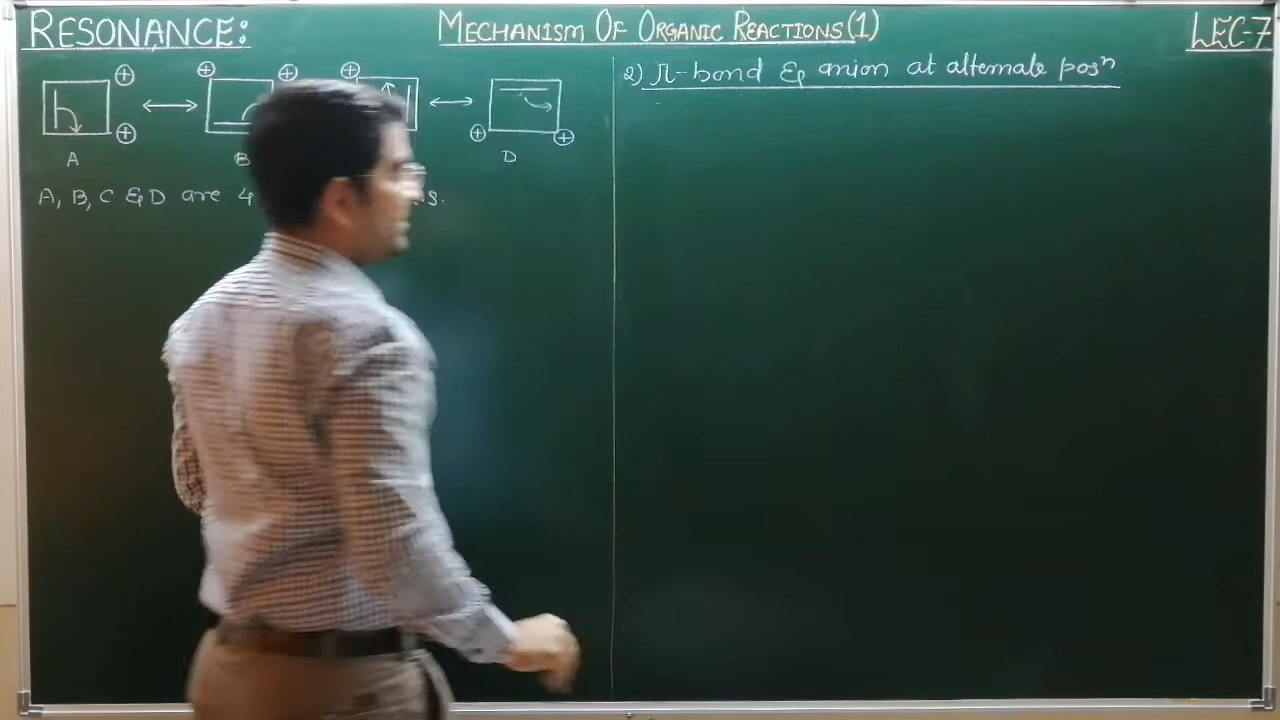 RESONANCE:
MECHANISM OF ORGANIC REACTIONS(1)
LEC-7
⊕ ⊕ ⊕ ⊕
⊕ ⊕ ⊕
A B D
A, B, C & D are 4 s.
2) π-bond & anion at alternate posⁿ